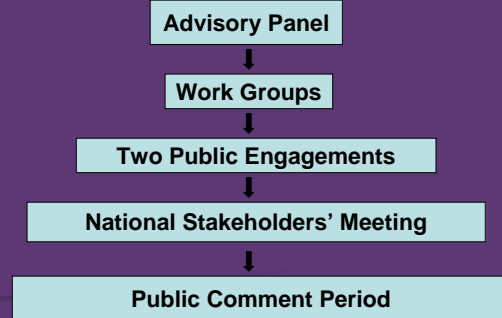 Advisory Panel
Work Groups
Two Public Engagements
National Stakeholders’ Meeting
Public Comment Period